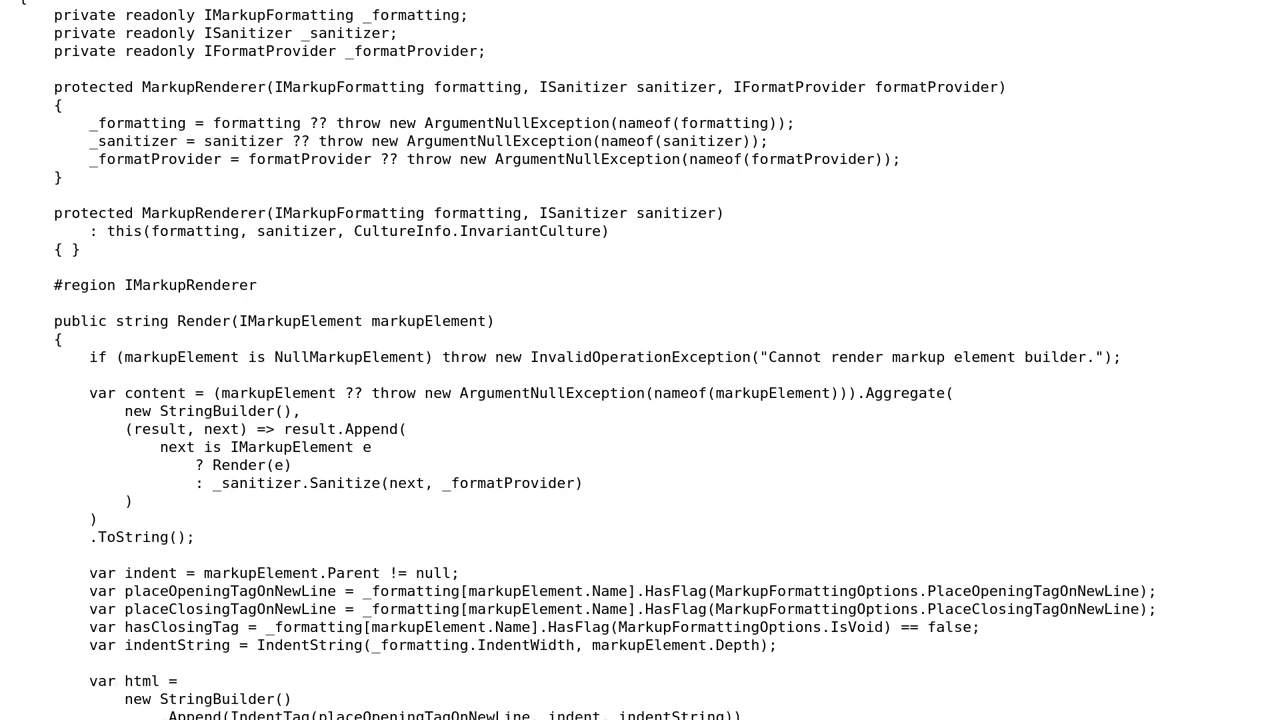 {
    private readonly IMarkupFormatting _formatting;
    private readonly ISanitizer _sanitizer;
    private readonly IFormatProvider _formatProvider;

    protected MarkupRenderer(IMarkupFormatting formatting, ISanitizer sanitizer, IFormatProvider formatProvider)
    {
        _formatting = formatting ?? throw new ArgumentNullException(nameof(formatting));
        _sanitizer = sanitizer ?? throw new ArgumentNullException(nameof(sanitizer));
        _formatProvider = formatProvider ?? throw new ArgumentNullException(nameof(formatProvider));
    }

    protected MarkupRenderer(IMarkupFormatting formatting, ISanitizer sanitizer)
        : this(formatting, sanitizer, CultureInfo.InvariantCulture)
    { }

    #region IMarkupRenderer

    public string Render(IMarkupElement markupElement)
    {
        if (markupElement is NullMarkupElement) throw new InvalidOperationException("Cannot render markup element builder.");

        var content = (markupElement ?? throw new ArgumentNullException(nameof(markupElement))).Aggregate(
            new StringBuilder(),
            (result, next) => result.Append(
                next is IMarkupElement e
                    ? Render(e)
                    : _sanitizer.Sanitize(next, _formatProvider)
            )
        )
        .ToString();

        var indent = markupElement.Parent != null;
        var placeOpeningTagOnNewLine = _formatting[markupElement.Name].HasFlag(MarkupFormattingOptions.PlaceOpeningTagOnNewLine);
        var placeClosingTagOnNewLine = _formatting[markupElement.Name].HasFlag(MarkupFormattingOptions.PlaceClosingTagOnNewLine);
        var hasClosingTag = _formatting[markupElement.Name].HasFlag(MarkupFormattingOptions.IsVoid) == false;
        var indentString = IndentString(_formatting.IndentWidth, markupElement.Depth);

        var html =
            new StringBuilder()
                .Append(IndentTag(placeOpeningTagOnNewLine, indent, indentString))